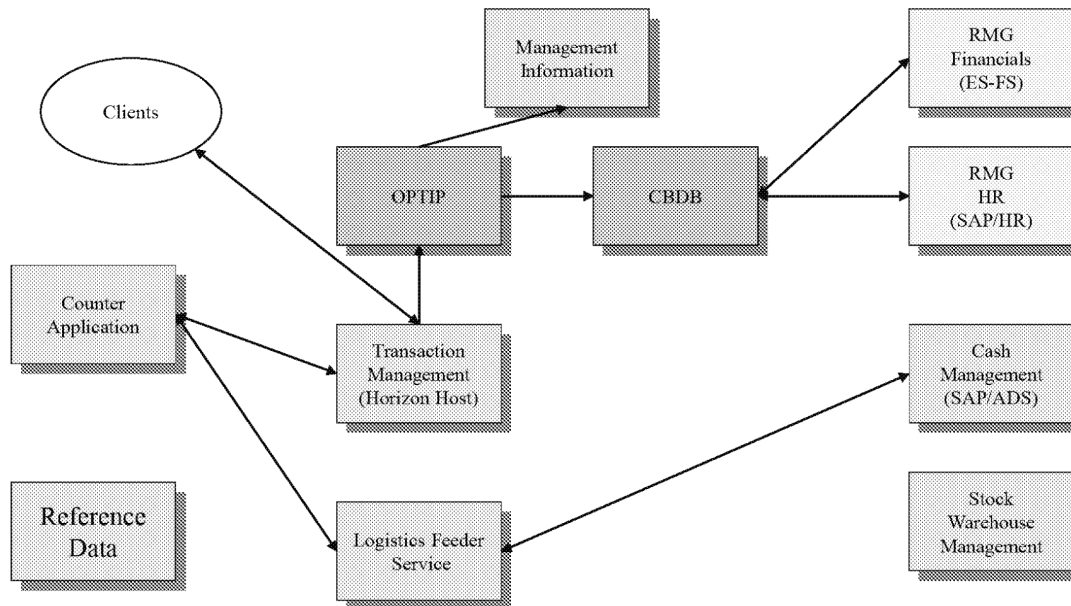 Management
Information
RMG
Financials
(ES-FS)
Clients
OPTIP
CBDB
RMG
HR
(SAP/HR)
Counter
Application
Transaction
Management
(Horizon Host)
Cash
Management
(SAP/ADS)
Reference
Data
Logistics Feeder
Service
Stock
Warehouse
Management